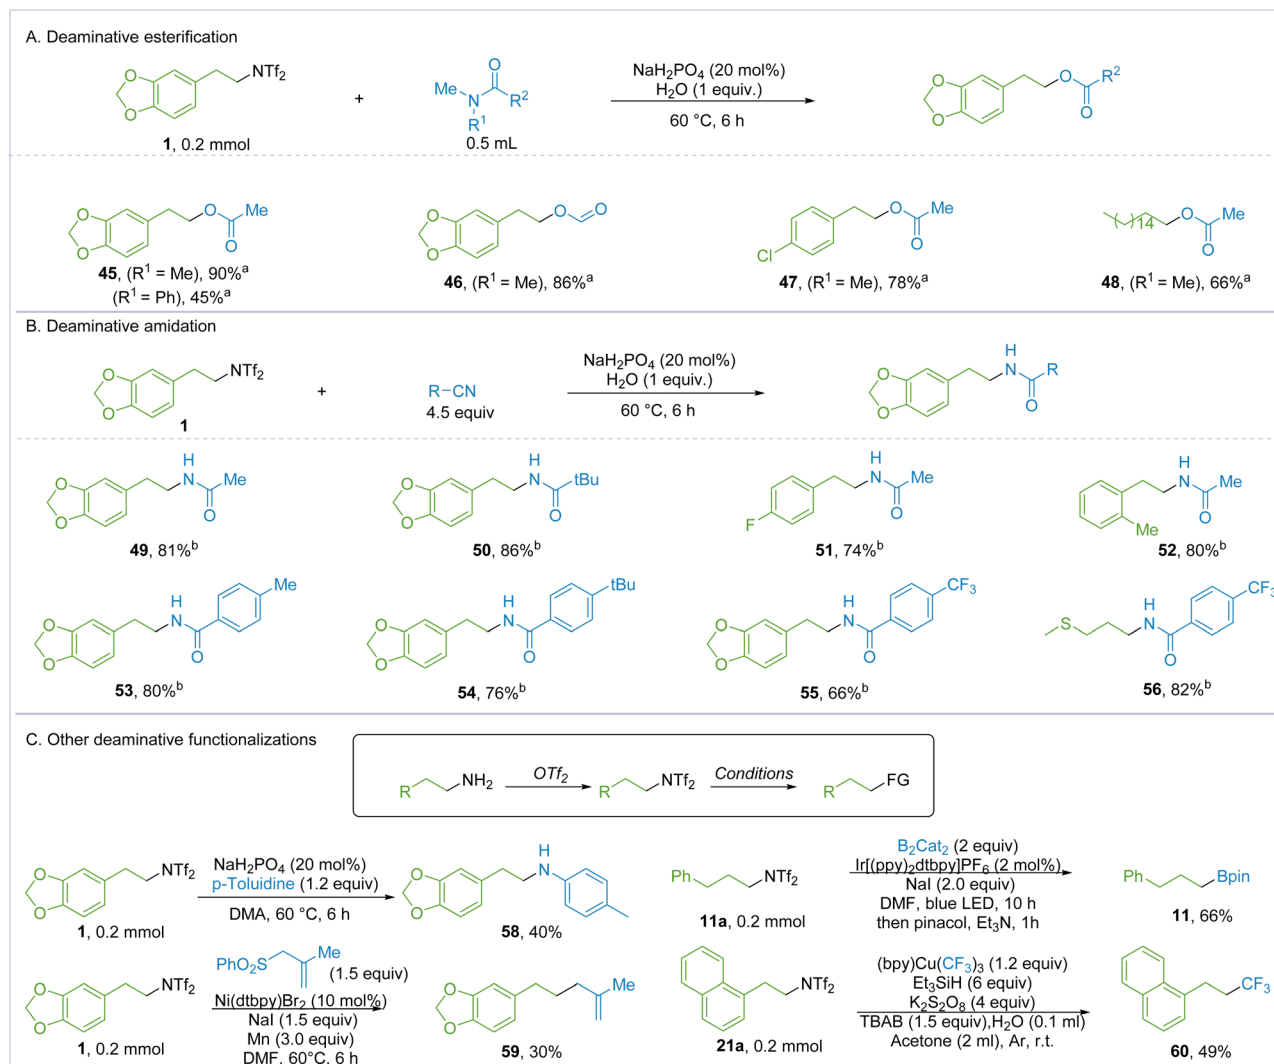 A. Deaminative esterification
NTf2
+
Me
N
R1
O
R2
NaH2PO4 (20 mol%)
H2O (1 equiv.)
60 °C, 6 h
O
O
O
O
O
R2
O
1, 0.2 mmol
0.5 mL
O
O
O
Me
O
45, (R1 = Me), 90%a
(R1 = Ph), 45%a
O
O
O
O
46, (R1 = Me), 86%a
Cl
O
Me
O
47, (R1 = Me), 78%a
( )14
O
Me
O
48, (R1 = Me), 66%a
B. Deaminative amidation
O
O
NTf2
1
+
R–CN
4.5 equiv
NaH2PO4 (20 mol%)
H2O (1 equiv.)
60 °C, 6 h
O
O
H
N
R
O
O
O
H
N
Me
O
49, 81%b
O
O
H
N
tBu
O
50, 86%b
F
H
N
Me
O
51, 74%b
Me
H
N
Me
O
52, 80%b
O
O
H
N
O
Me
53, 80%b
O
O
H
N
O
tBu
54, 76%b
O
O
H
N
O
CF3
55, 66%b
S
H
N
O
CF3
56, 82%b
C. Other deaminative functionalizations
R
NH2
OTf2
R
NTf2
Conditions
R
FG
O
O
NTf2
1, 0.2 mmol
NaH2PO4 (20 mol%)
p-Toluidine (1.2 equiv)
DMA, 60 °C, 6 h
O
O
H
N
58, 40%
Ph
NTf2
11a, 0.2 mmol
B2Cat2 (2 equiv)
Ir[(ppy)2dtbpy]PF6 (2 mol%)
NaI (2.0 equiv)
DMF, blue LED, 10 h
then pinacol, Et3N, 1h
Ph
Bpin
11, 66%
O
O
NTf2
1, 0.2 mmol
PhO2S
Me
(1.5 equiv)
Ni(dtbpy)Br2 (10 mol%)
NaI (1.5 equiv)
Mn (3.0 equiv)
DMF, 60°C, 6 h
O
O
Me
59, 30%
NTf2
21a, 0.2 mmol
(bpy)Cu(CF3)3 (1.2 equiv)
Et3SiH (6 equiv)
K2S2O8 (4 equiv)
TBAB (1.5 equiv),H2O (0.1 ml)
Acetone (2 ml), Ar, r.t.
CF3
60, 49%